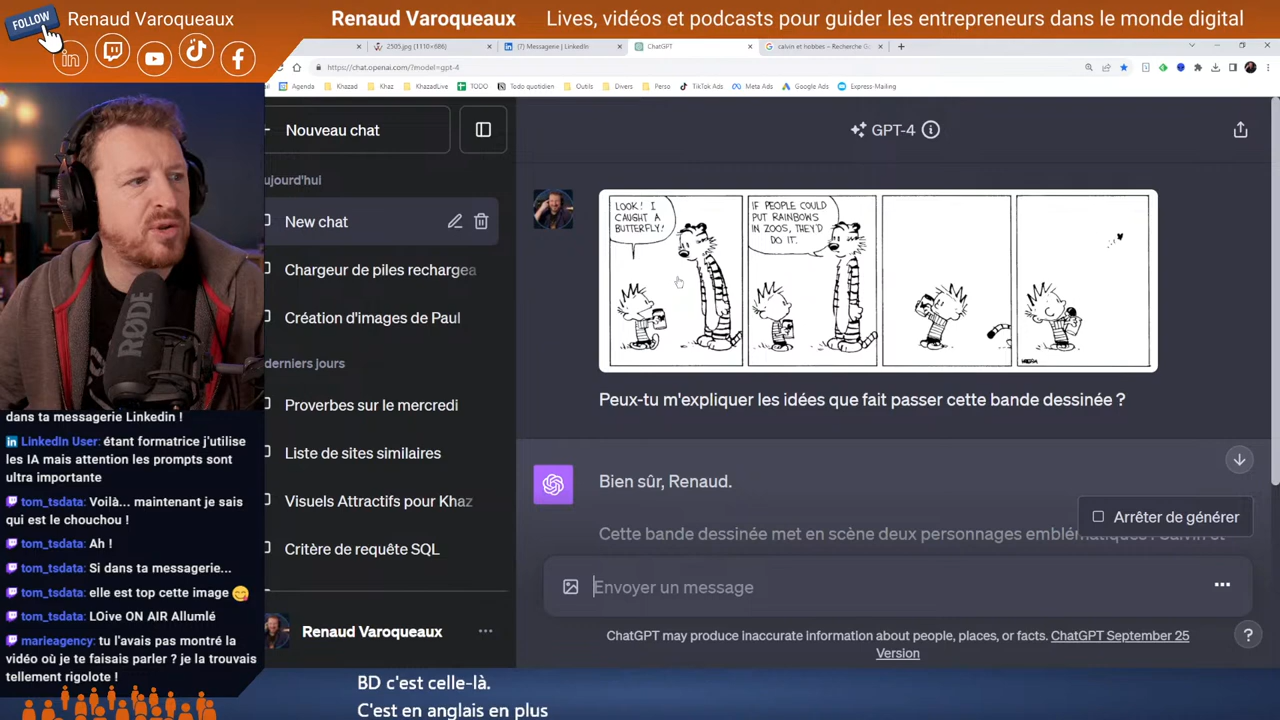 FOLLOW
Renaud Varoqueaux
Renaud Varoqueaux
Lives, vidéos et podcasts pour guider les entrepreneurs dans le monde digital
2505.jpg (1110×686)
(7) Messagerie | LinkedIn
ChatGPT
calvin et hobbes - Recherche G
https://chat.openai.com/?model=gpt-4
Agenda
Khazad
Khaz
KhazadLive
TODO
Todo quotidien
Outils
Divers
Perso
TikTok Ads
Meta Ads
Google Ads
Express-Mailing
Nouveau chat
ujourd'hui
New chat
Chargeur de piles rechargea
Création d'images de Paul
derniers jours
Proverbes sur le mercredi
Liste de sites similaires
Visuels Attractifs pour Khaz
Critère de requête SQL
Renaud Varoqueaux
GPT-4
LOOK! I
CAUGHT A
BUTTERFLY!
IF PEOPLE COULD
PUT RAINBOWS
IN ZOOS, THEY'D
DO IT.
Peux-tu m'expliquer les idées que fait passer cette bande dessinée ?
Bien sûr, Renaud.
Cette bande dessinée met en scène deux personnages emblématiques : Calvin et
Arrêter de générer
Envoyer un message
ChatGPT may produce inaccurate information about people, places, or facts. ChatGPT September 25
Version
RØDE
dans ta messagerie Linkedin !
LinkedIn User: étant formatrice j'utilise
les IA mais attention les prompts sont
ultra importante
tom_tsdata: Voilà... maintenant je sais
qui est le chouchou !
tom_tsdata: Ah !
tom_tsdata: Si dans ta messagerie...
tom_tsdata: elle est top cette image 😋
tom_tsdata: LOive ON AIR Allumlé
marieagency: tu l'avais pas montré la
vidéo où je te faisais parler ? je la trouvais
tellement rigolote !
BD c'est celle-là.
C'est en anglais en plus